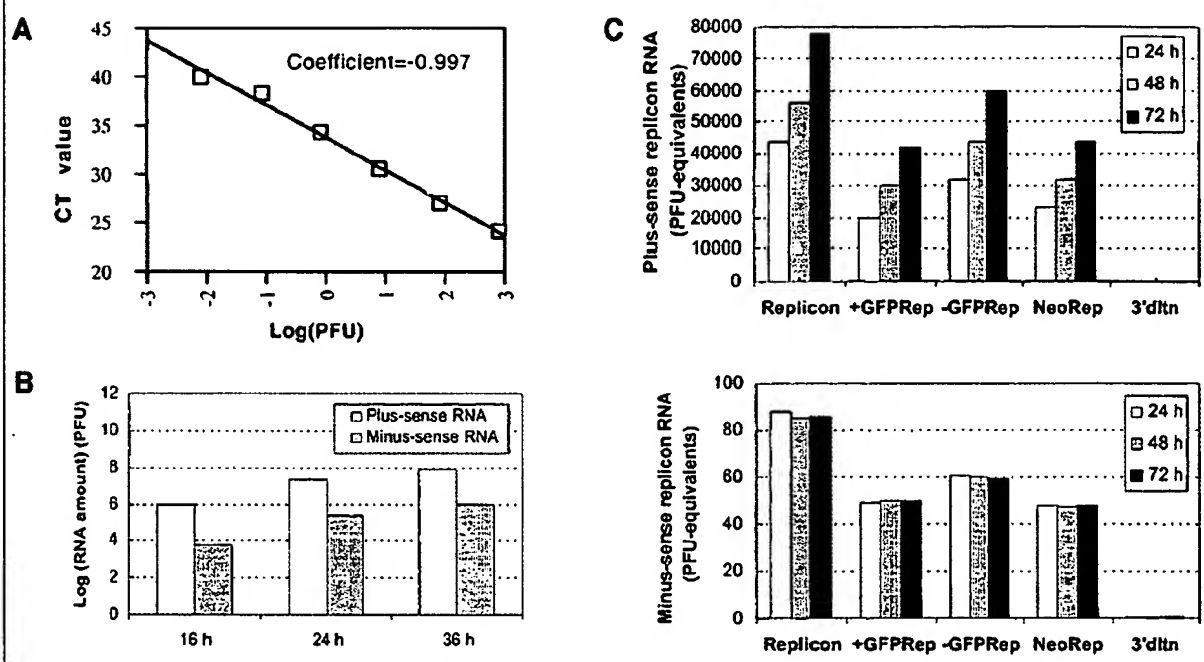 A
45
40
35
30
25
20
CT value
Coefficient=-0.997
-3
-2
-1
0
1
2
3
Log(PFU)
B
12
10
8
6
4
2
0
Log (RNA amount) (PFU)
Plus-sense RNA
Minus-sense RNA
16 h
24 h
36 h
C
80000
70000
60000
50000
40000
30000
20000
10000
0
Plus-sense replicon RNA
(PFU-equivalents)
24 h
48 h
72 h
Replicon +GFPRep -GFPRep NeoRep 3'dltn
100
80
60
40
20
0
Minus-sense replicon RNA
(PFU-equivalents)
24 h
48 h
72 h
Replicon +GFPRep -GFPRep NeoRep 3'dltn